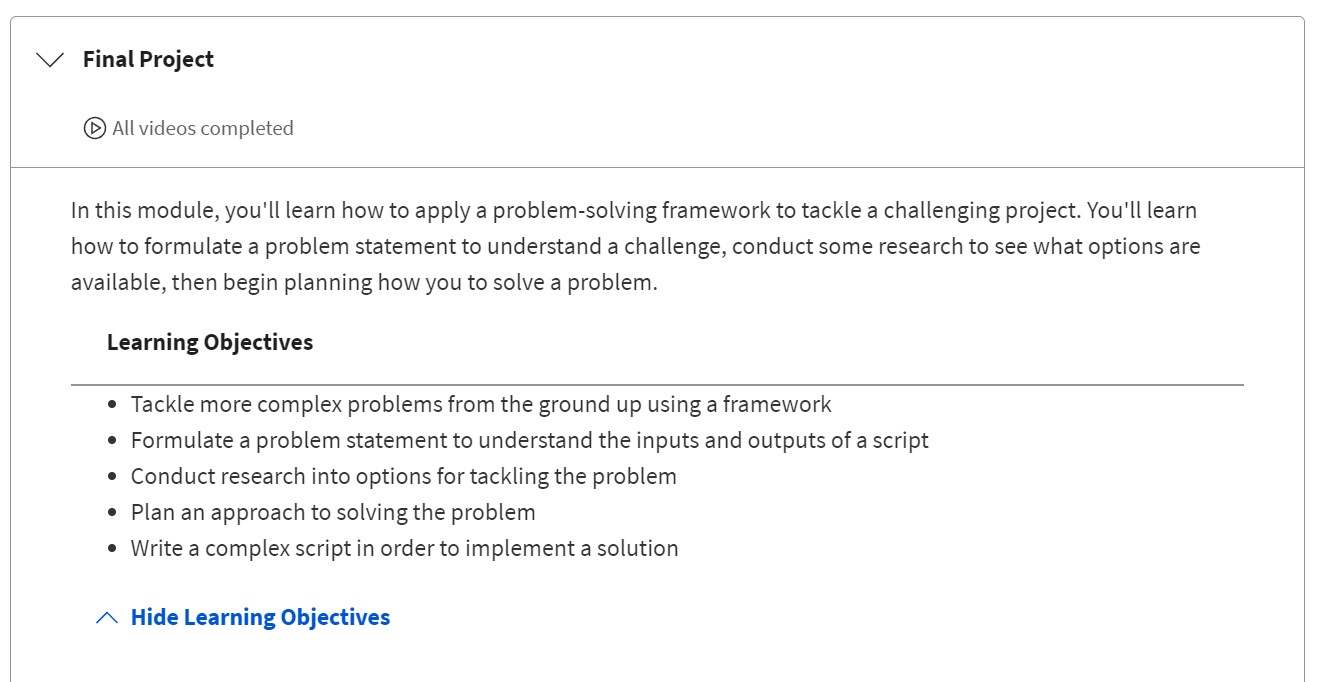 Final Project
All videos completed
In this module, you'll learn how to apply a problem-solving framework to tackle a challenging project. You'll learn
how to formulate a problem statement to understand a challenge, conduct some research to see what options are
available, then begin planning how you to solve a problem.
Learning Objectives
• Tackle more complex problems from the ground up using a framework
• Formulate a problem statement to understand the inputs and outputs of a script
• Conduct research into options for tackling the problem
• Plan an approach to solving the problem
• Write a complex script in order to implement a solution
Hide Learning Objectives